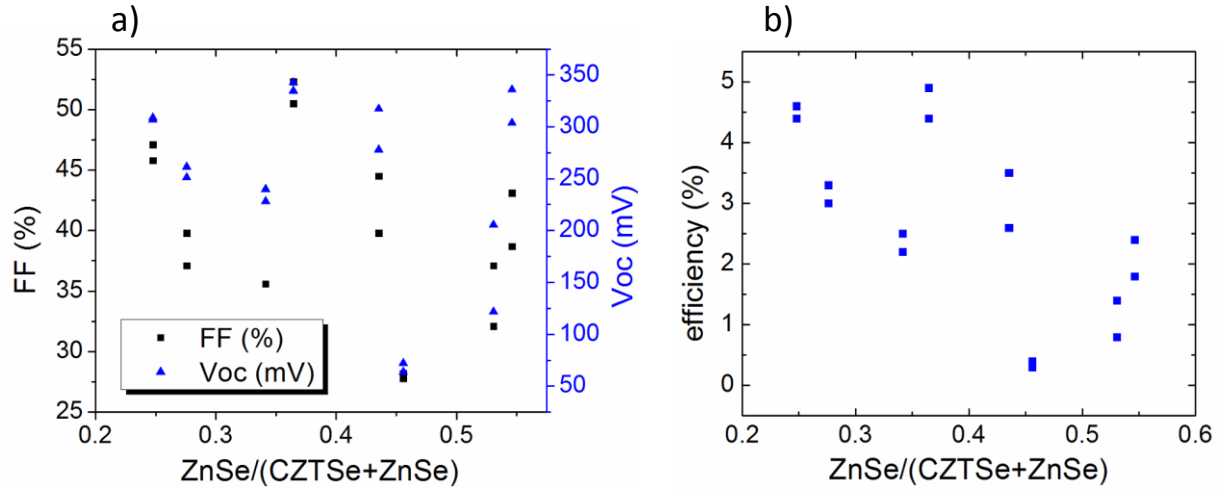 a)
55
50
45
40
35
30
25
FF (%)
350
300
250
200
150
100
50
Voc (mV)
FF (%)
Voc (mV)
0.2 0.3 0.4 0.5
ZnSe/(CZTSe+ZnSe)
b)
5
4
3
2
1
0
efficiency (%)
0.2 0.3 0.4 0.5 0.6
ZnSe/(CZTSe+ZnSe)